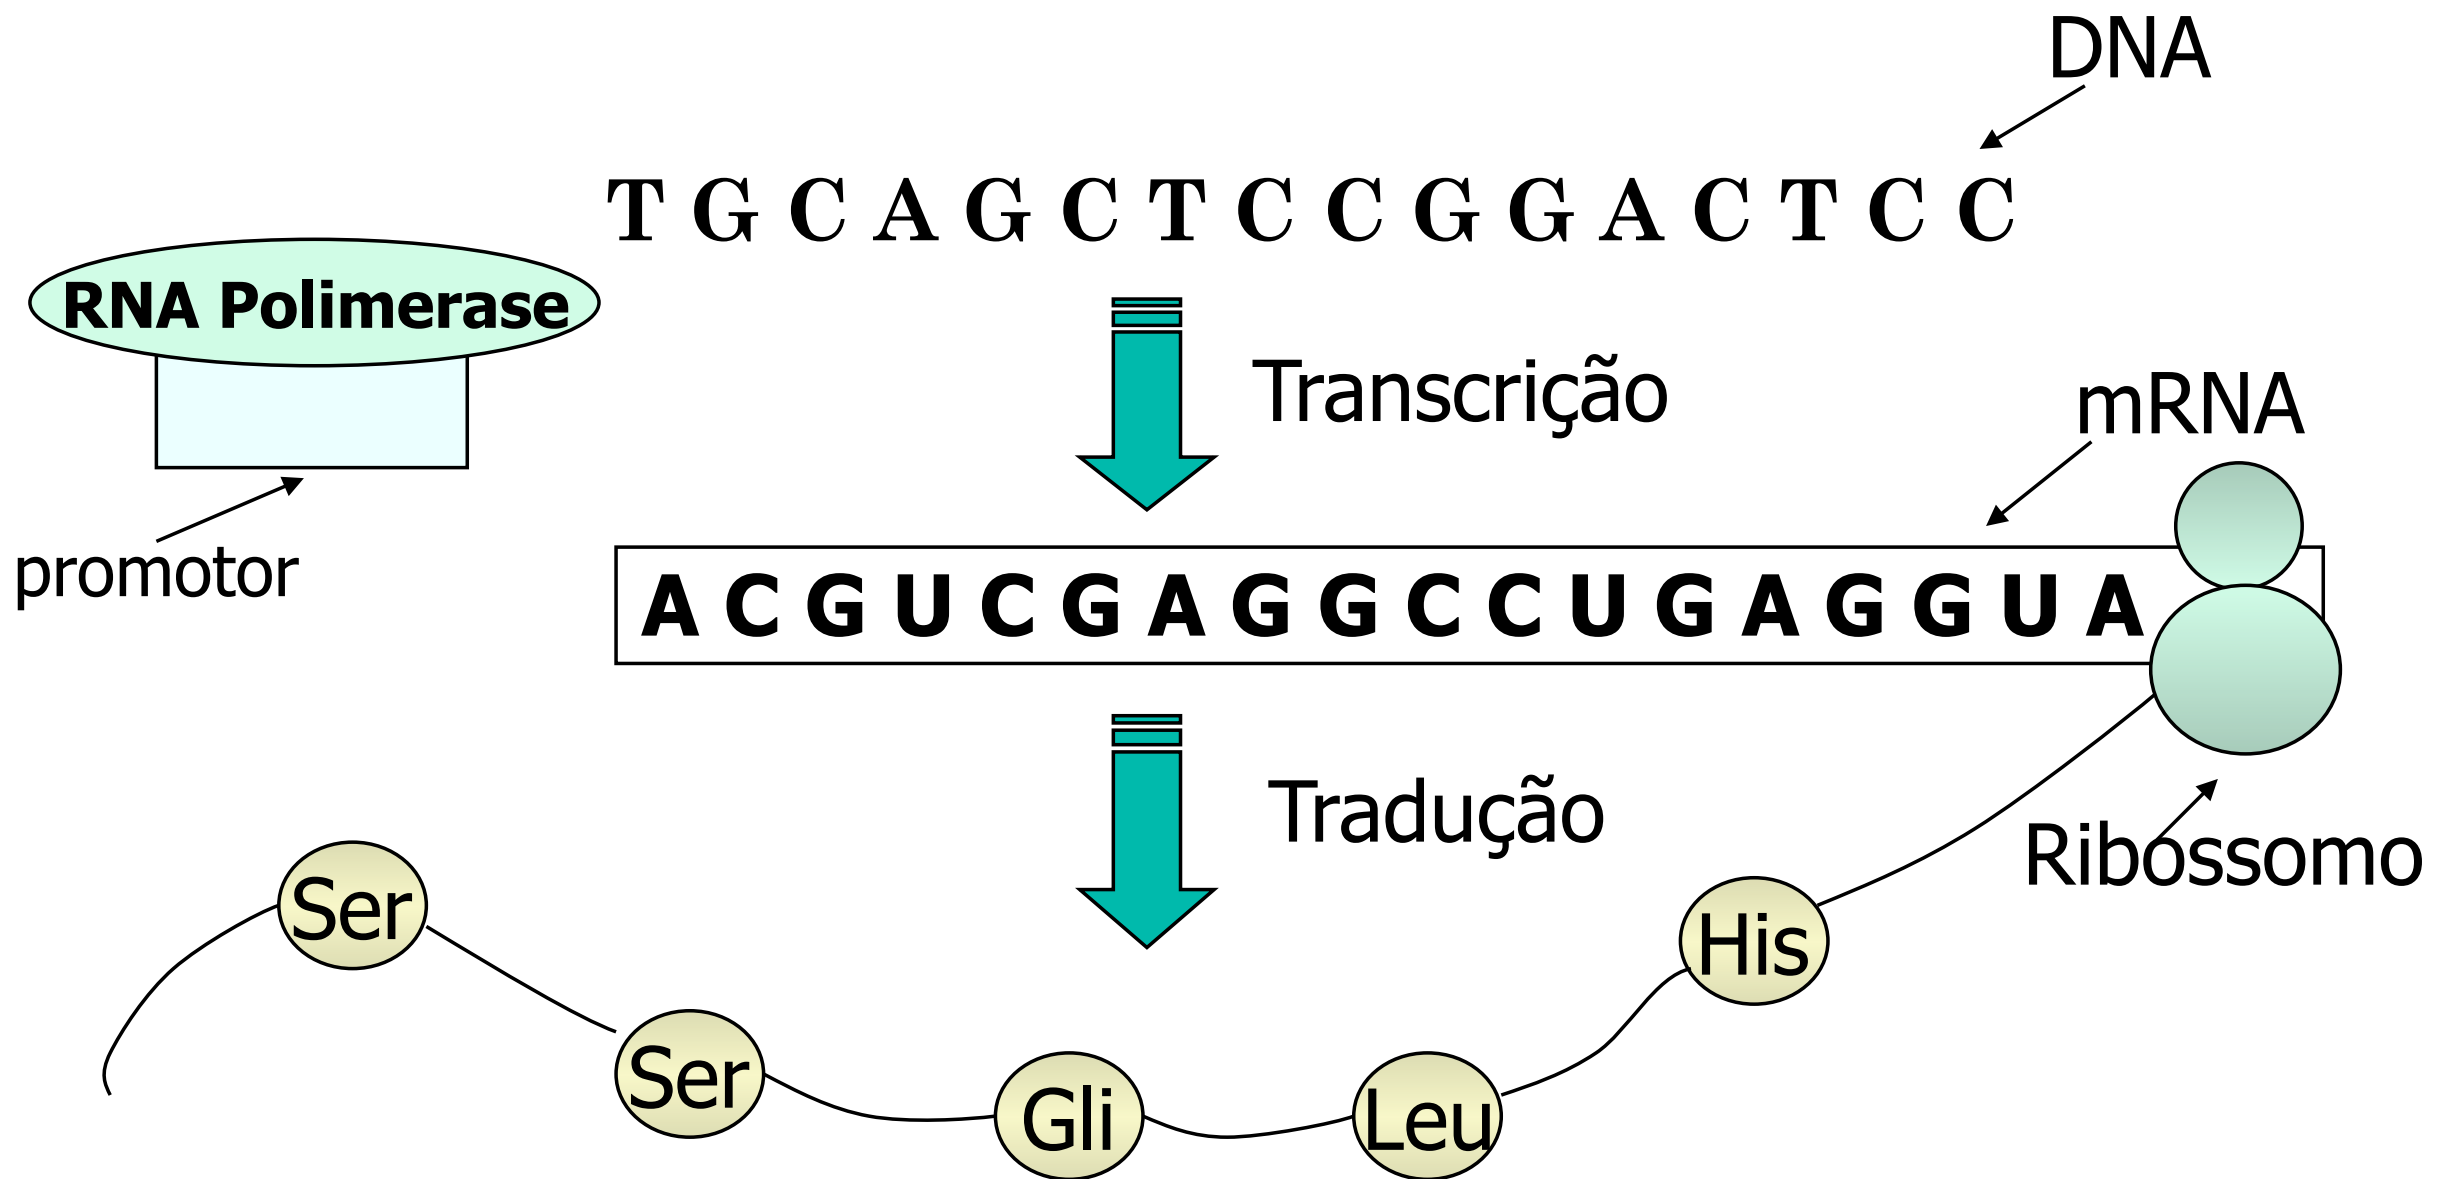 DNA
T G C A G C T C C G G A C T C C
RNA Polimerase
Transcrição
mRNA
promotor
A C G U C G A G G C C U G A G G U A
Tradução
Ribossomo
Ser
His
Ser
Gli
Leu